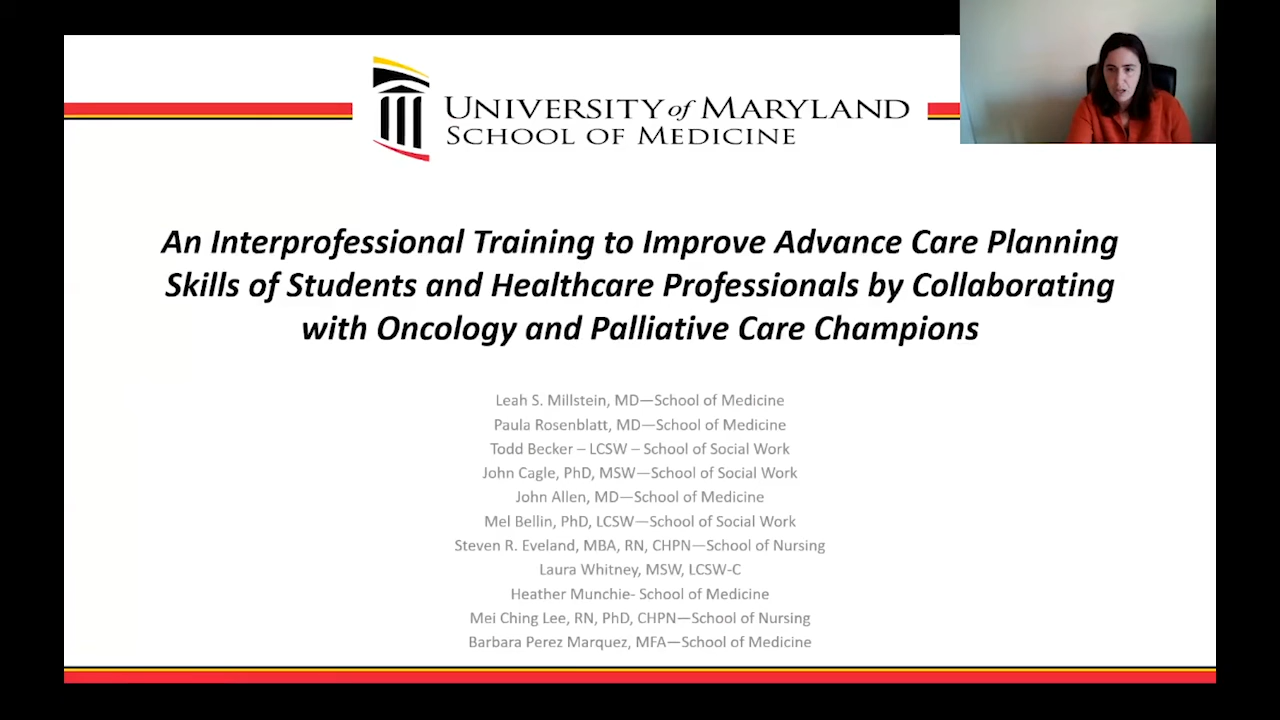 UNIVERSITY of MARYLAND
SCHOOL OF MEDICINE
An Interprofessional Training to Improve Advance Care Planning
Skills of Students and Healthcare Professionals by Collaborating
with Oncology and Palliative Care Champions
Leah S. Millstein, MD—School of Medicine
Paula Rosenblatt, MD—School of Medicine
Todd Becker – LCSW – School of Social Work
John Cagle, PhD, MSW—School of Social Work
John Allen, MD—School of Medicine
Mel Bellin, PhD, LCSW—School of Social Work
Steven R. Eveland, MBA, RN, CHPN—School of Nursing
Laura Whitney, MSW, LCSW-C
Heather Munchie- School of Medicine
Mei Ching Lee, RN, PhD, CHPN—School of Nursing
Barbara Perez Marquez, MFA—School of Medicine